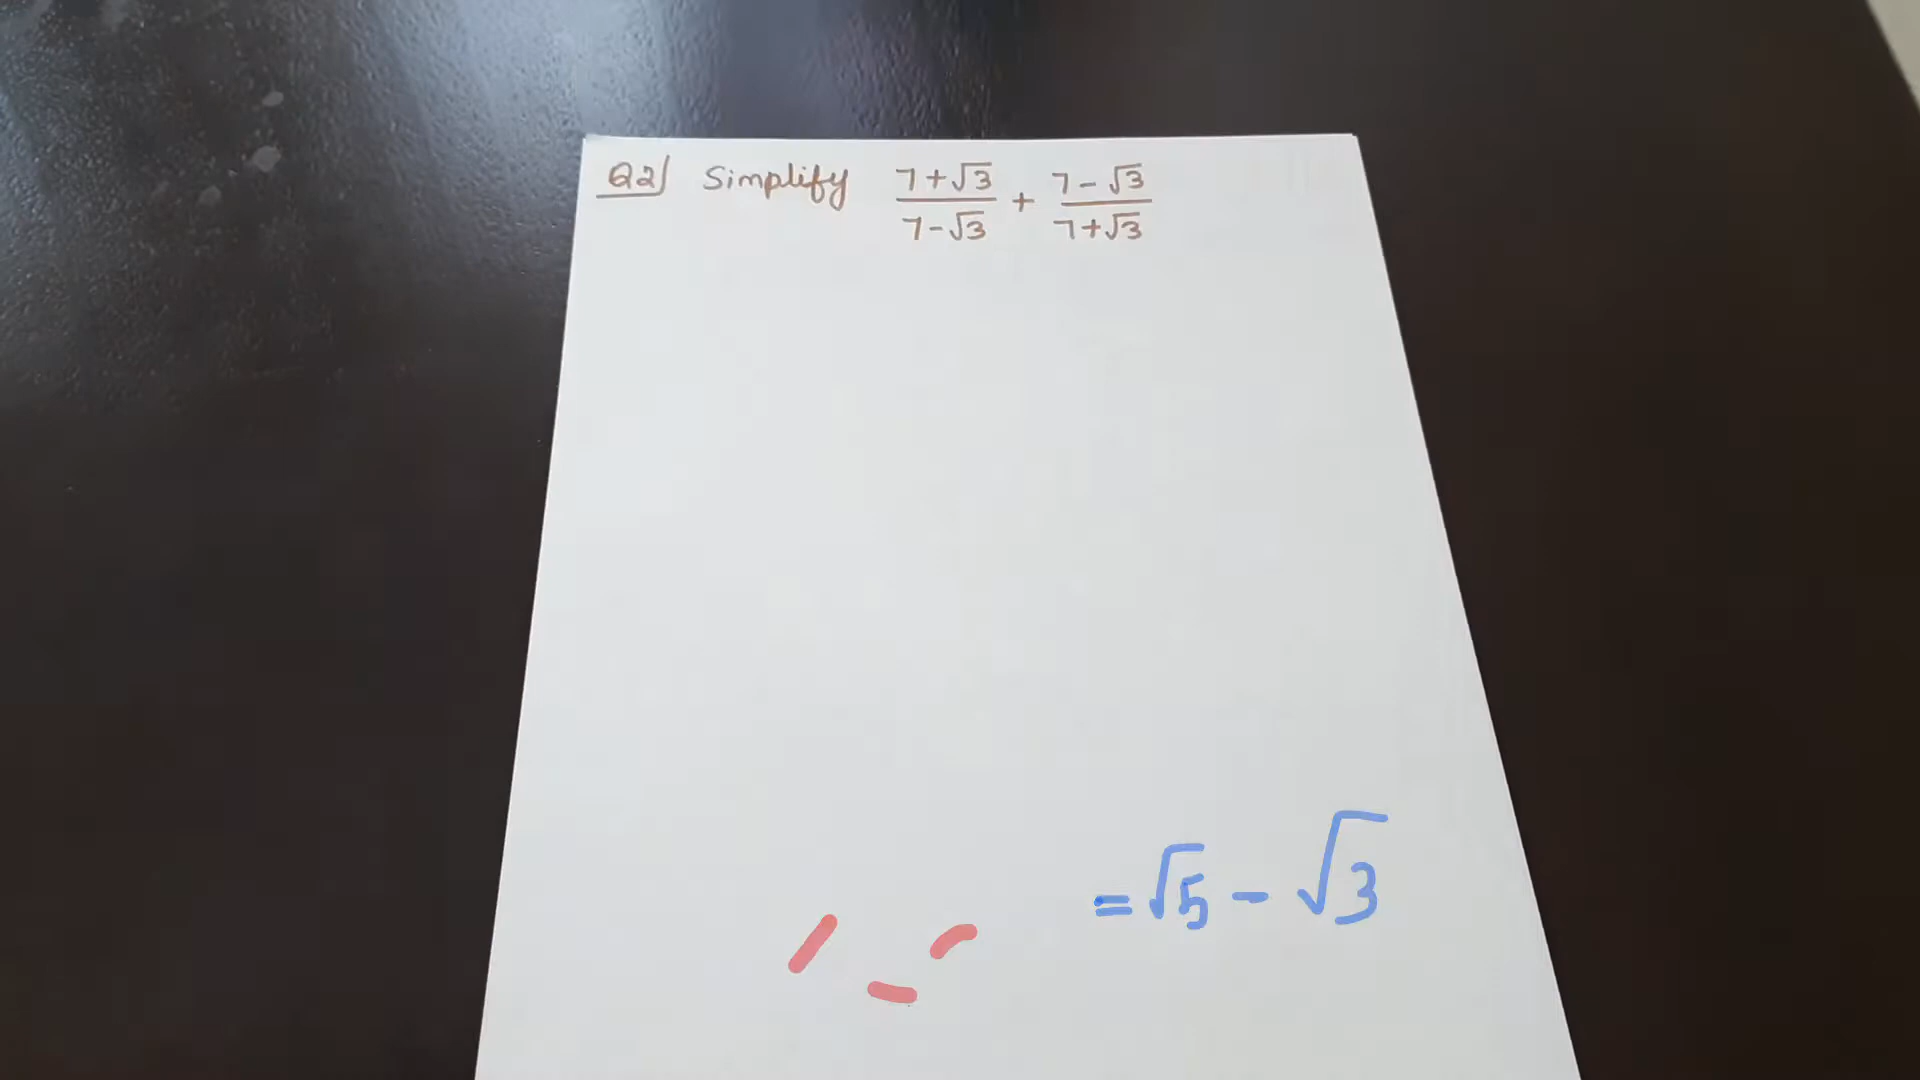 Q2) Simplify (7+√3)/(7-√3) + (7-√3)/(7+√3)
= √5 - √3